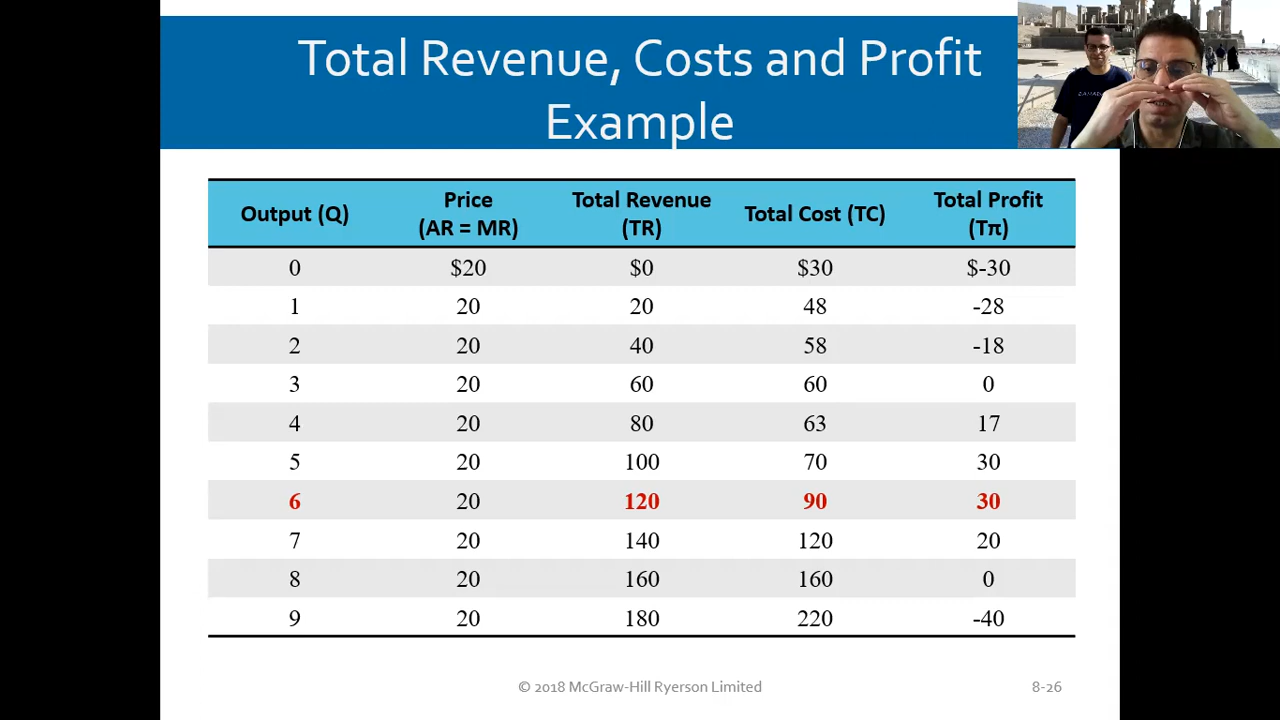 Total Revenue, Costs and Profit
Example
Output (Q) Price (AR = MR) Total Revenue (TR) Total Cost (TC) Total Profit (Tπ)
0 $20 $0 $30 $-30
1 20 20 48 -28
2 20 40 58 -18
3 20 60 60 0
4 20 80 63 17
5 20 100 70 30
6 20 120 90 30
7 20 140 120 20
8 20 160 160 0
9 20 180 220 -40
© 2018 McGraw-Hill Ryerson Limited 8-26